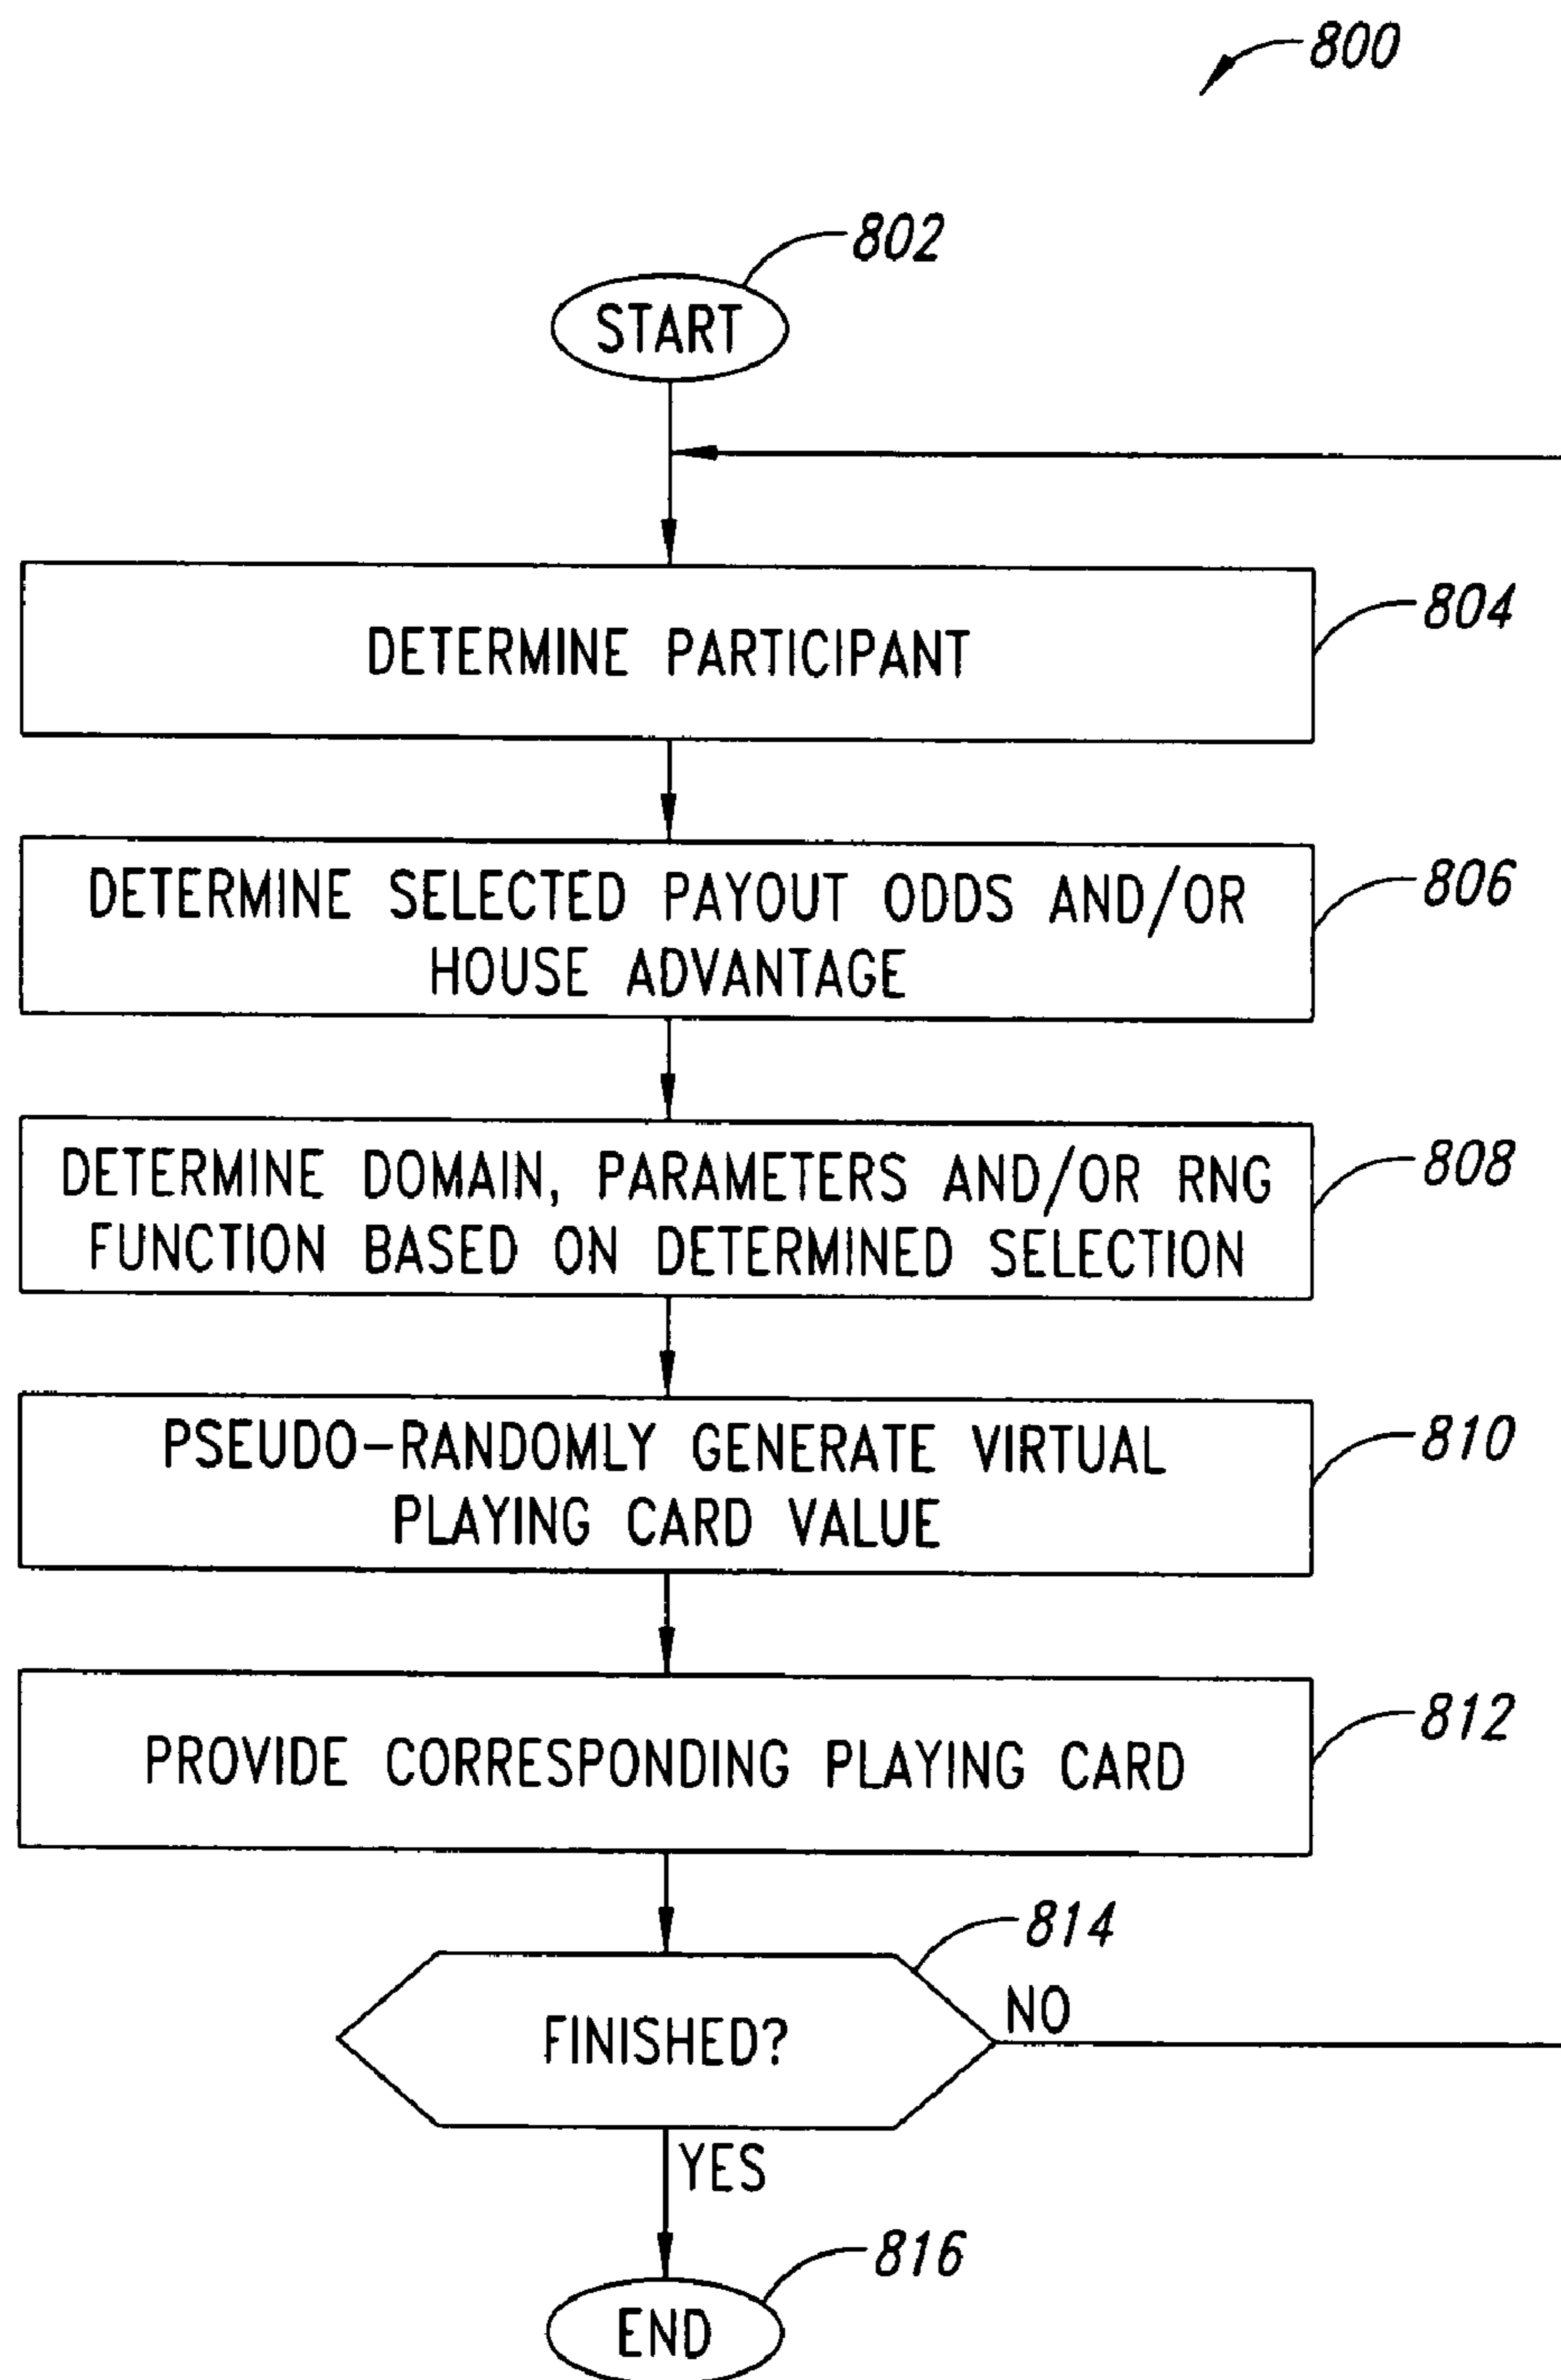 800
802
START
804
DETERMINE PARTICIPANT
806
DETERMINE SELECTED PAYOUT ODDS AND/OR
HOUSE ADVANTAGE
808
DETERMINE DOMAIN, PARAMETERS AND/OR RNG
FUNCTION BASED ON DETERMINED SELECTION
810
PSEUDO-RANDOMLY GENERATE VIRTUAL
PLAYING CARD VALUE
812
PROVIDE CORRESPONDING PLAYING CARD
814
NO
FINISHED?
YES
816
END